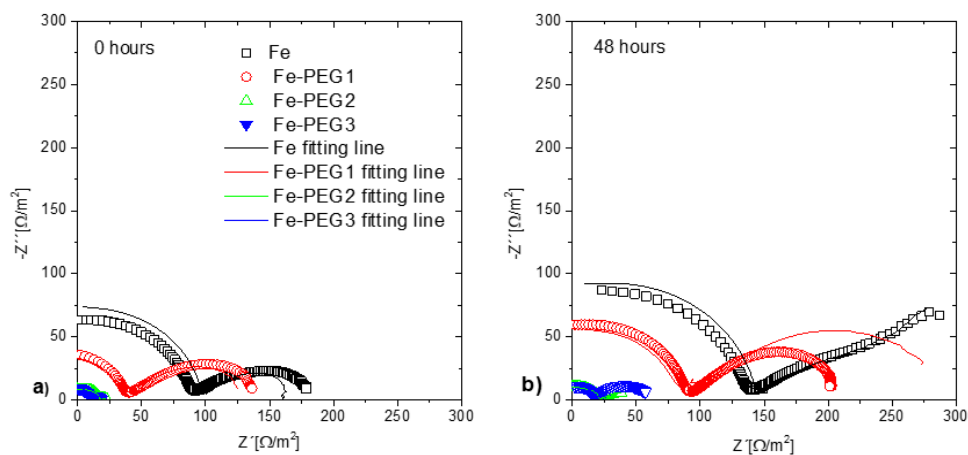 300
250
200
150
100
50
0
-Z´´[Ω/m²]
0 hours
Fe
Fe-PEG1
Fe-PEG2
Fe-PEG3
Fe fitting line
Fe-PEG1 fitting line
Fe-PEG2 fitting line
Fe-PEG3 fitting line
a)
0 50 100 150 200 250 300
Z´[Ω/m²]
300
250
200
150
100
50
0
-Z´´[Ω/m²]
48 hours
b)
0 50 100 150 200 250 300
Z´[Ω/m²]